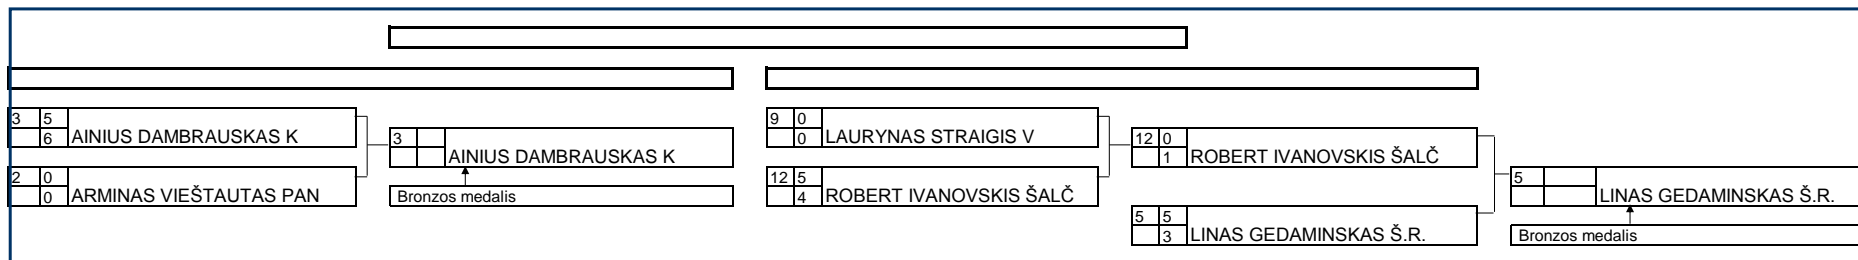 3 5
6 AINIUS DAMBRAUSKAS K
2 0
0 ARMINAS VIEŠTAUTAS PAN
3
AINIUS DAMBRAUSKAS K
Bronzos medalis
9 0
0 LAURYNAS STRAIGIS V
12 5
4 ROBERT IVANOVSKIS ŠALČ
12 0
1 ROBERT IVANOVSKIS ŠALČ
5 5
3 LINAS GEDAMINSKAS Š.R.
5
LINAS GEDAMINSKAS Š.R.
Bronzos medalis